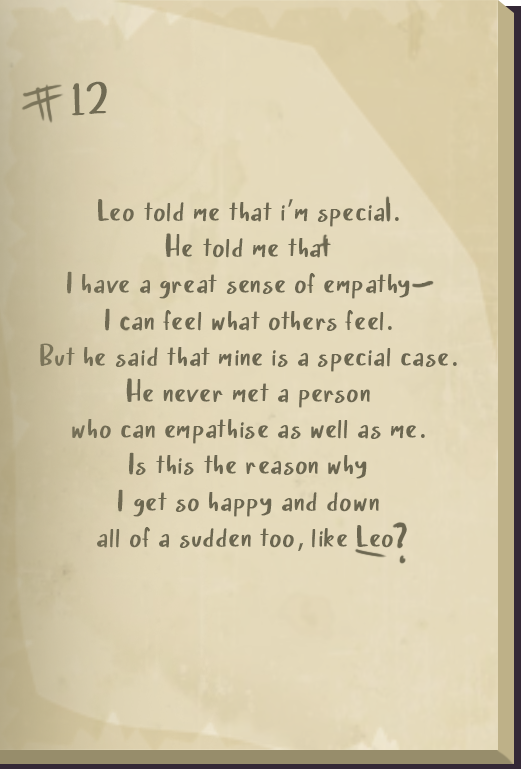 #12
Leo told me that i'm special.
He told me that
I have a great sense of empathy—
I can feel what others feel.
But he said that mine is a special case.
He never met a person
who can empathise as well as me.
Is this the reason why
I get so happy and down
all of a sudden too, like Leo?